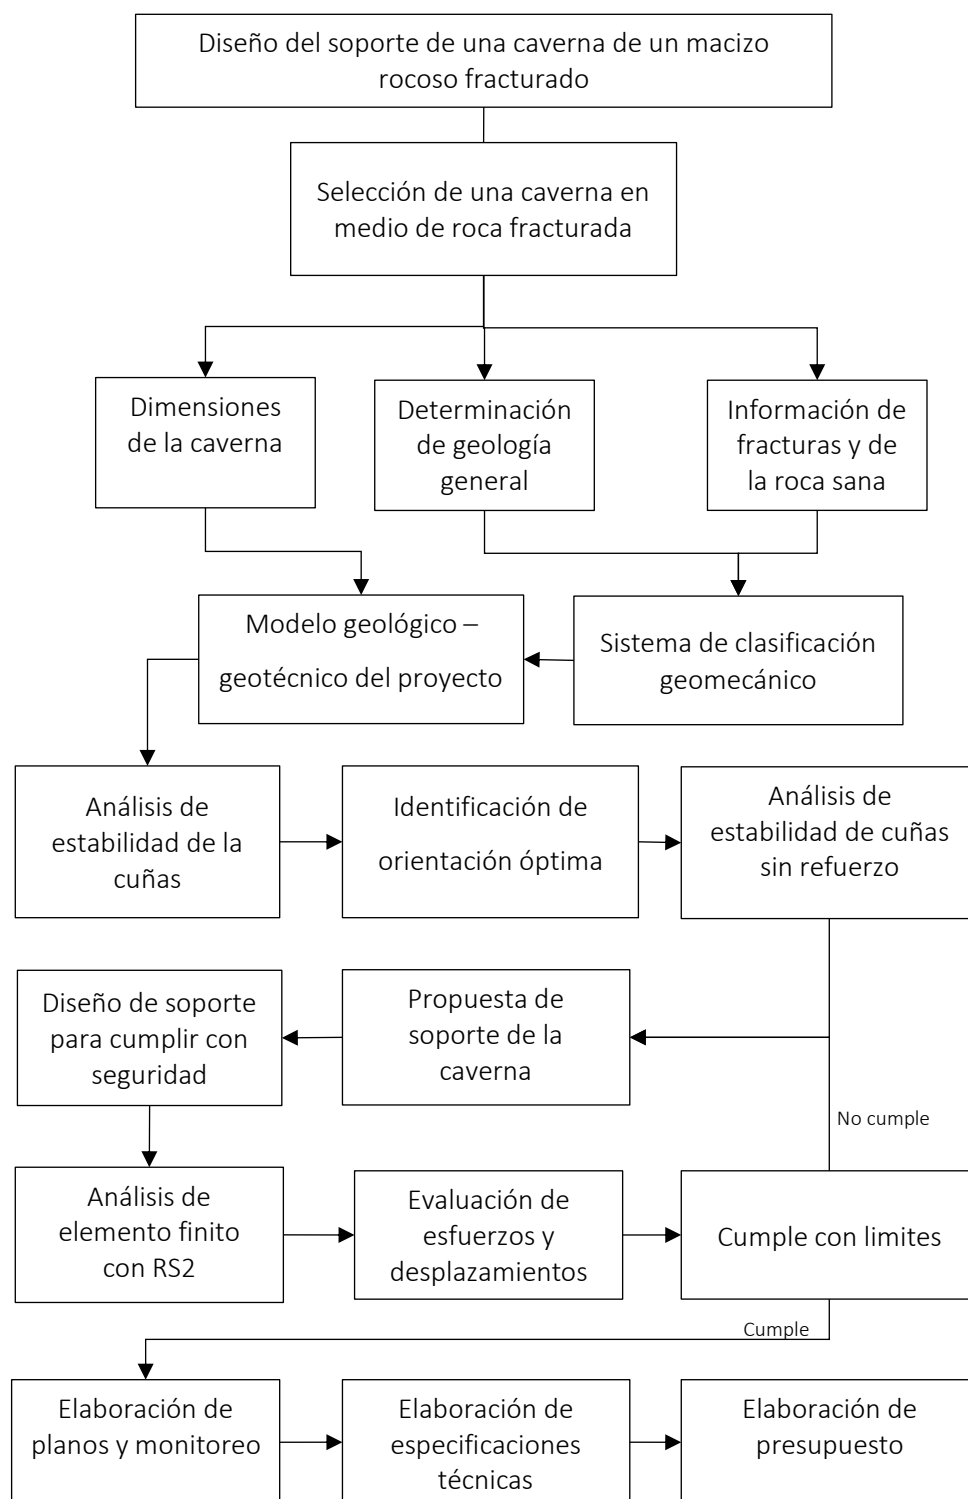 Diseño del soporte de una caverna de un macizo
rocoso fracturado
Selección de una caverna en
medio de roca fracturada
Dimensiones
de la caverna
Determinación
de geología
general
Información de
fracturas y de
la roca sana
Modelo geológico –
geotécnico del proyecto
Sistema de clasificación
geomecánico
Análisis de
estabilidad de la
cuñas
Identificación de
orientación óptima
Análisis de
estabilidad de cuñas
sin refuerzo
Diseño de soporte
para cumplir con
seguridad
Propuesta de
soporte de la
caverna
No cumple
Análisis de
elemento finito
con RS2
Evaluación de
esfuerzos y
desplazamientos
Cumple con limites
Cumple
Elaboración de
planos y monitoreo
Elaboración de
especificaciones
técnicas
Elaboración de
presupuesto